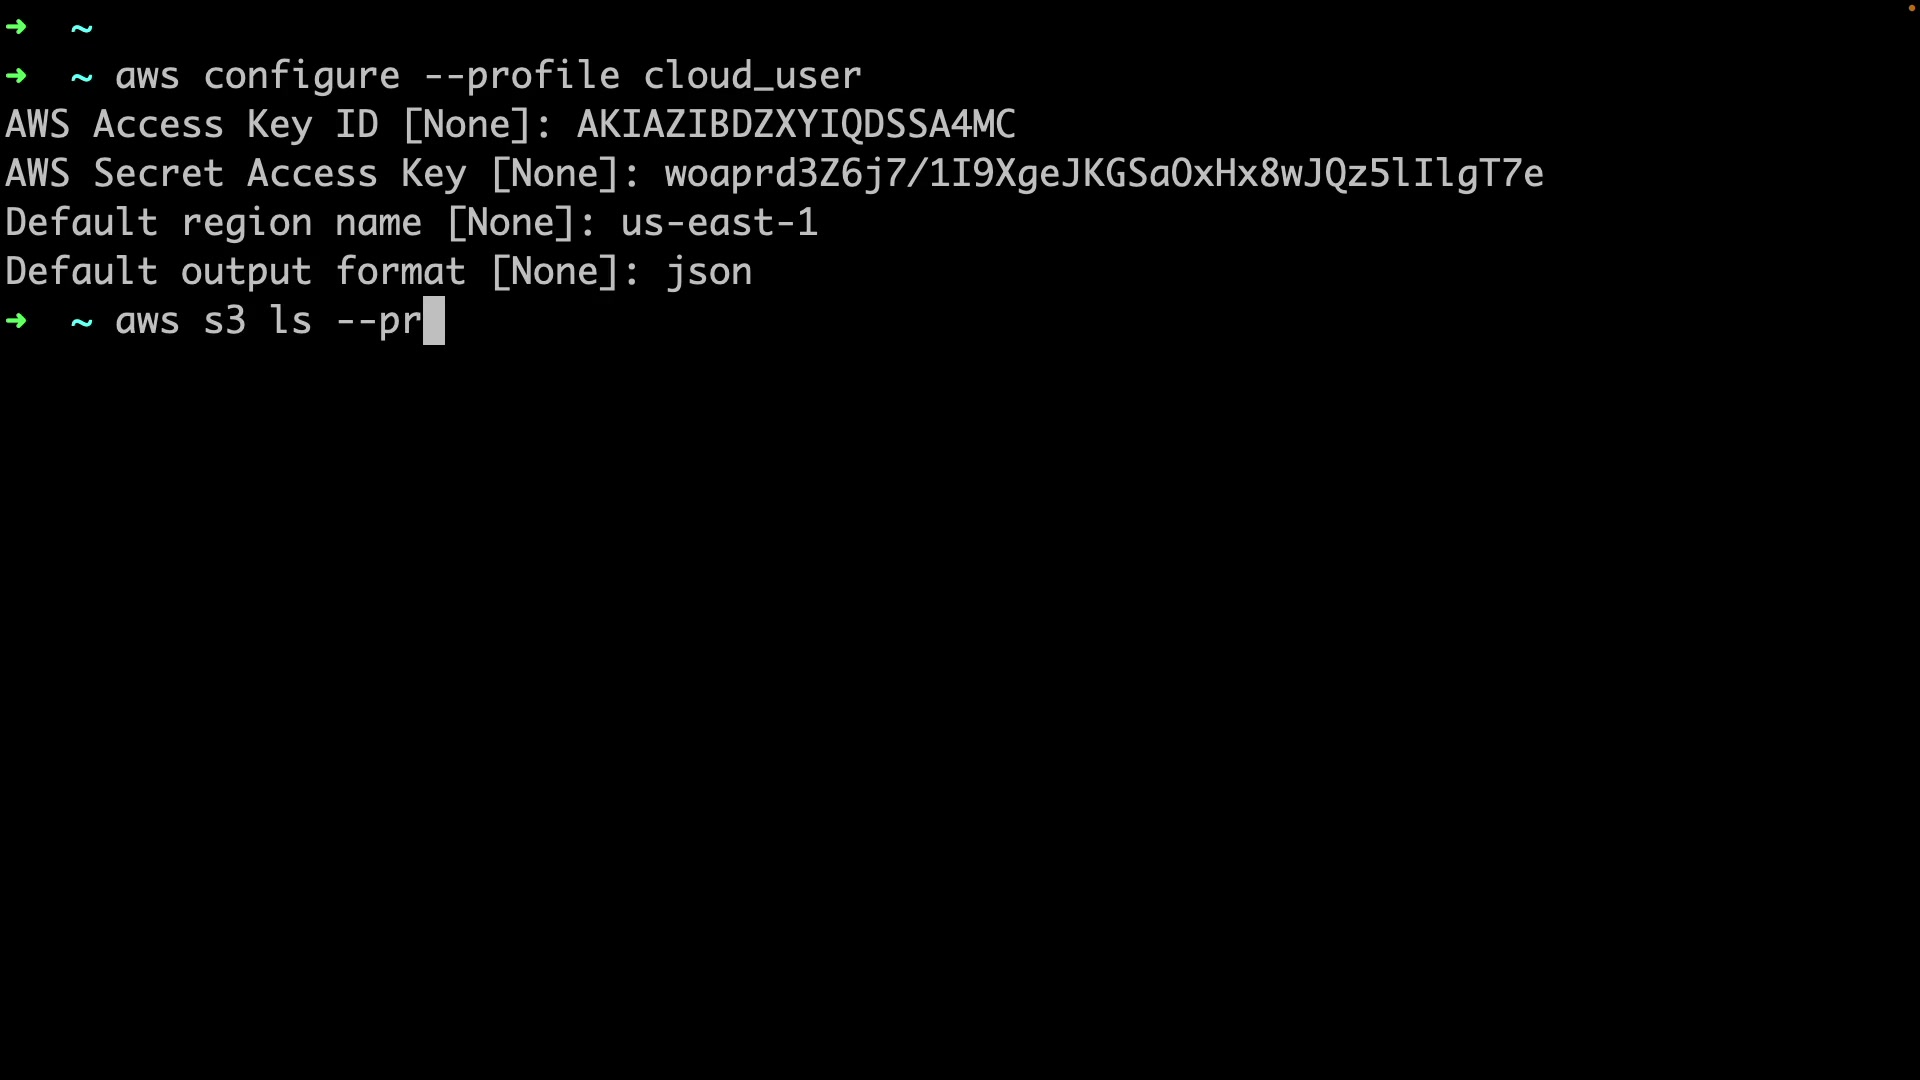 ➜ ~
➜ ~ aws configure --profile cloud_user
AWS Access Key ID [None]: AKIAZIBDZXYIQDSSA4MC
AWS Secret Access Key [None]: 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
Default region name [None]: us-east-1
Default output format [None]: json
➜ ~ aws s3 ls --pr